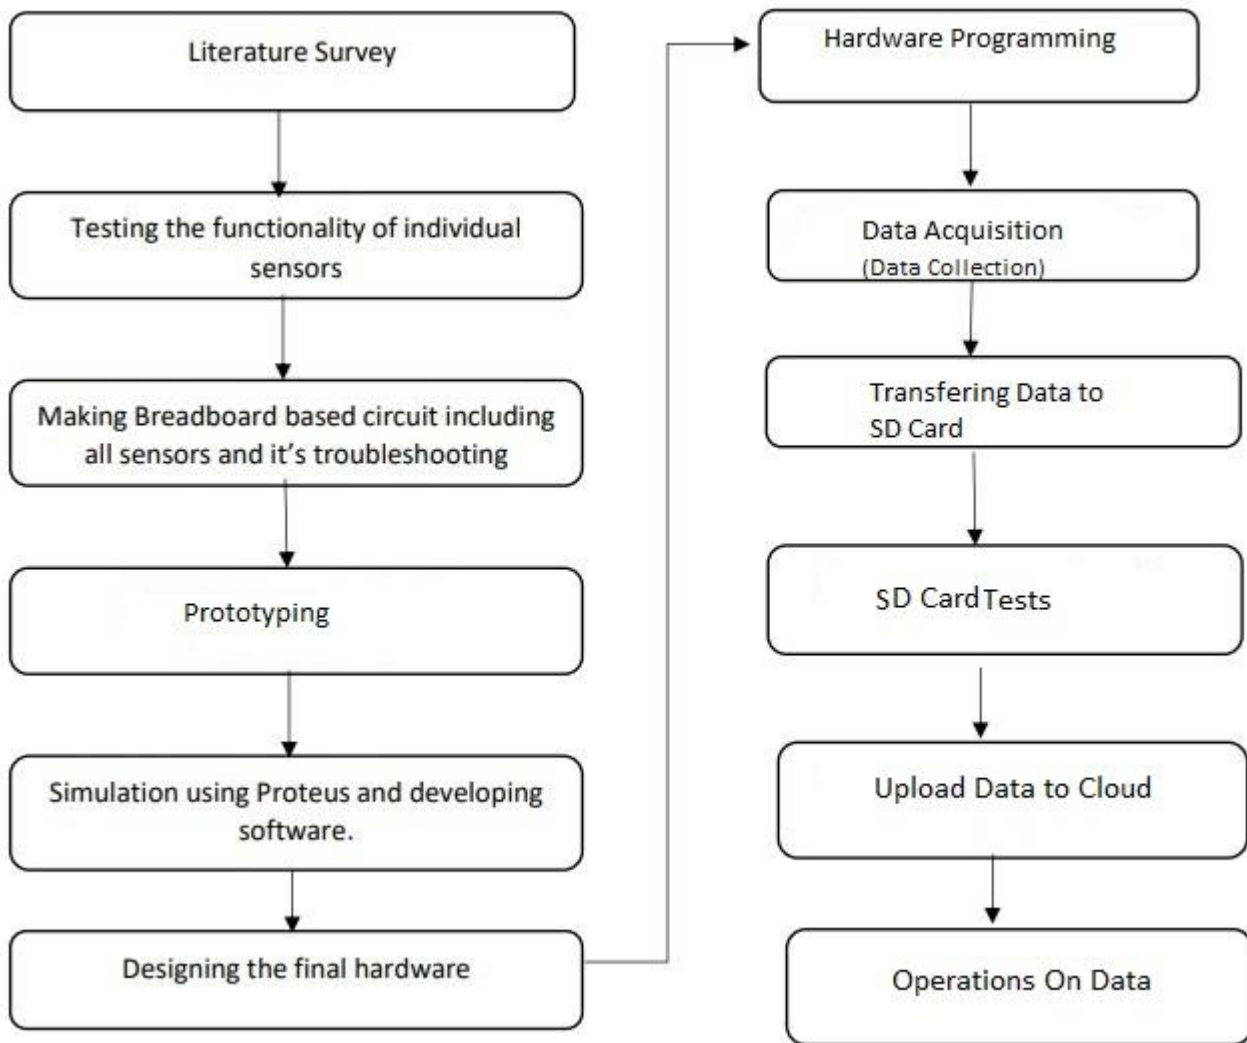 Literature Survey
Testing the functionality of individual
sensors
Making Breadboard based circuit including
all sensors and it’s troubleshooting
Prototyping
Simulation using Proteus and developing
software.
Designing the final hardware
Hardware Programming
Data Acquisition
(Data Collection)
Transfering Data to
SD Card
SD Card Tests
Upload Data to Cloud
Operations On Data